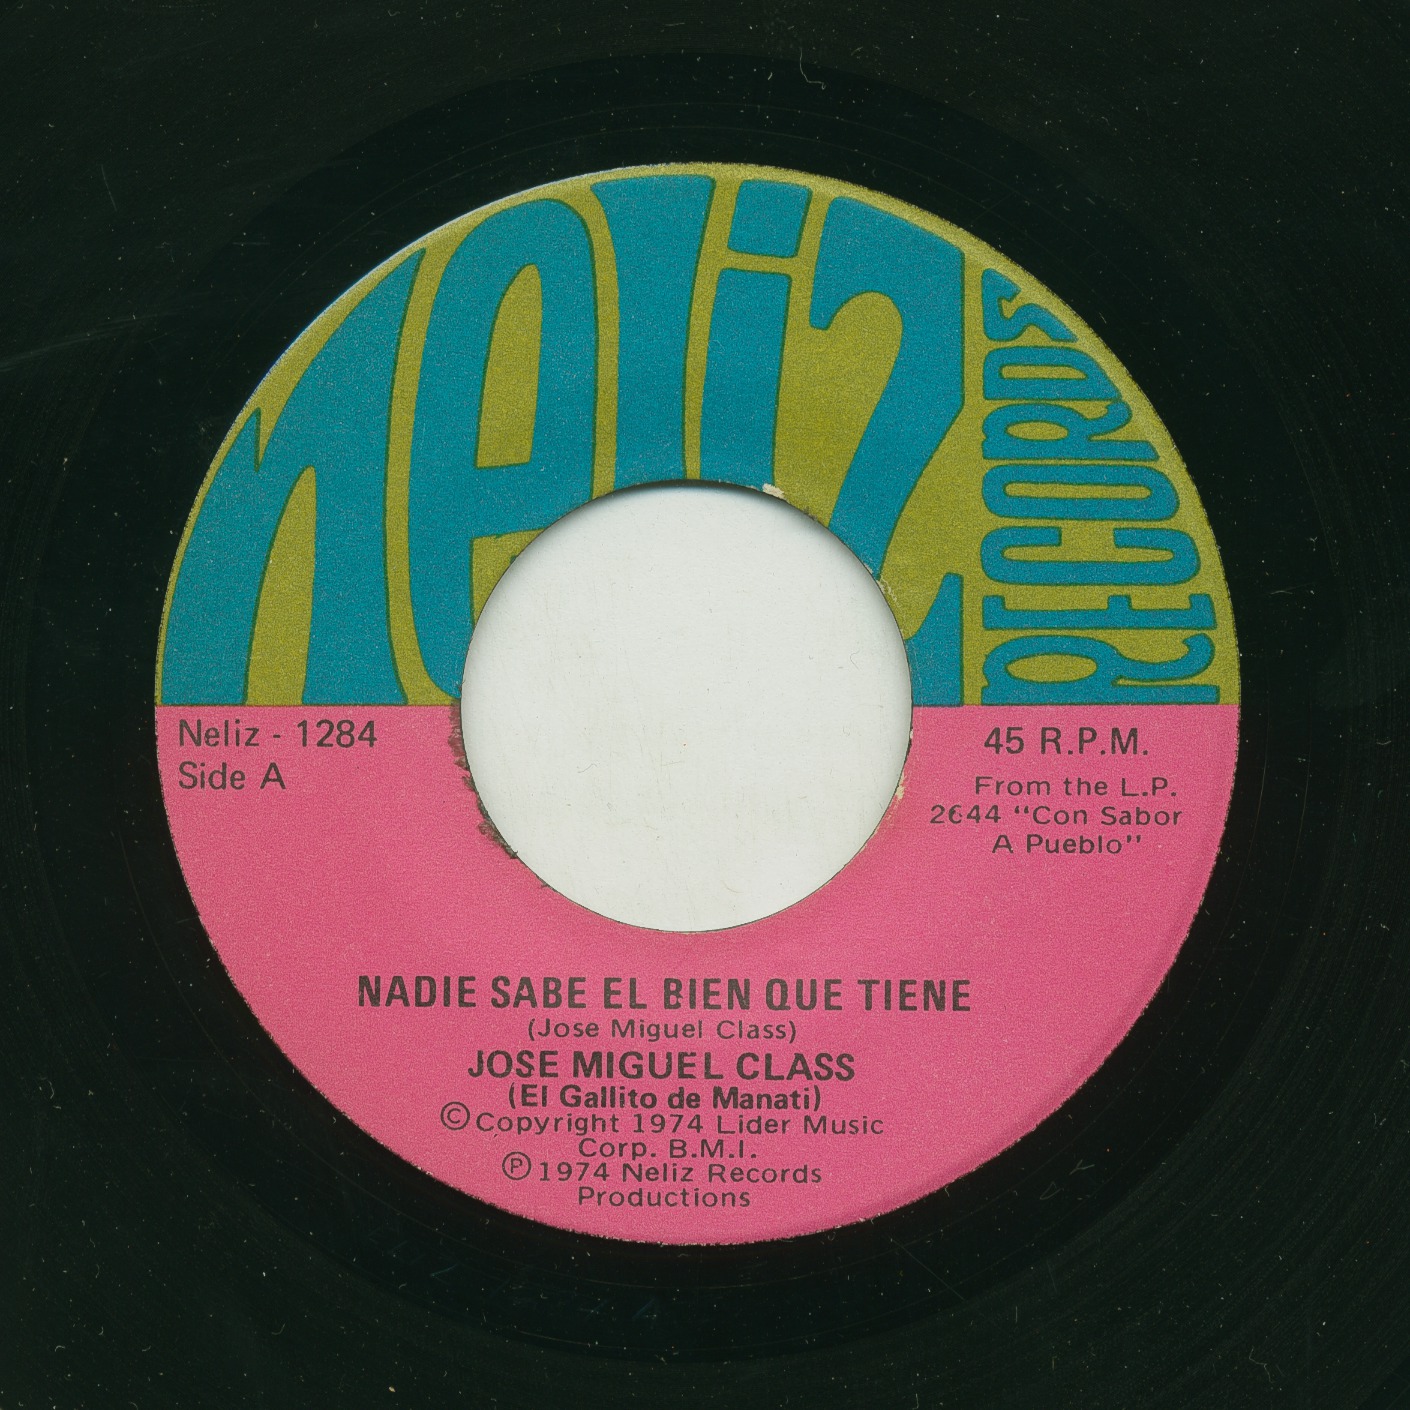 neliz
RECORDS
Neliz - 1284
Side A
45 R.P.M.
From the L.P.
2644 "Con Sabor
A Pueblo"
NADIE SABE EL BIEN QUE TIENE
(Jose Miguel Class)
JOSE MIGUEL CLASS
(El Gallito de Manati)
©Copyright 1974 Lider Music
Corp. B.M.I.
℗1974 Neliz Records
Productions